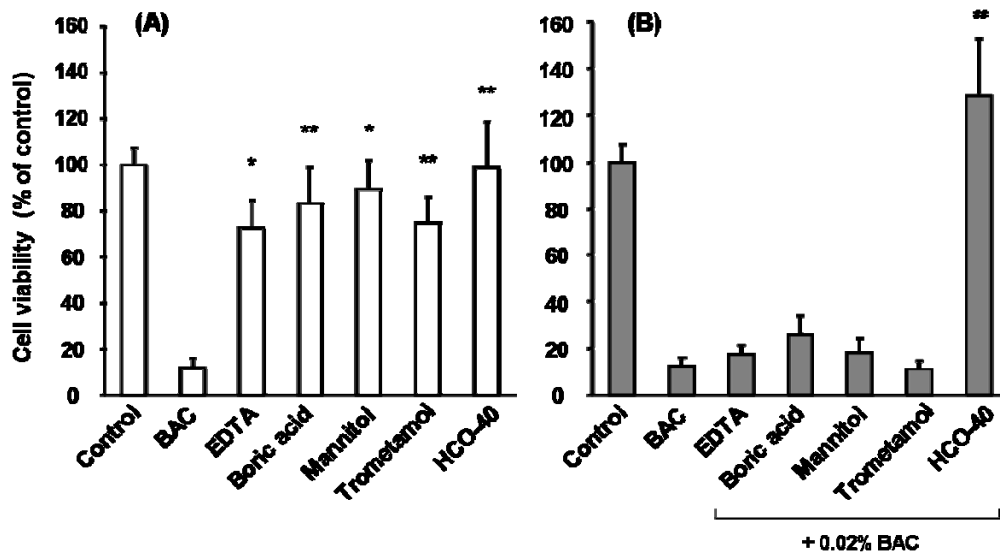 (A)
Cell viability (% of control)
160
140
120
100
80
60
40
20
0
*
**
*
**
**
Control
BAC
EDTA
Boric acid
Mannitol
Trometamol
HCO-40
(B)
160
140
120
100
80
60
40
20
0
##
Control
BAC
EDTA
Boric acid
Mannitol
Trometamol
HCO-40
+ 0.02% BAC